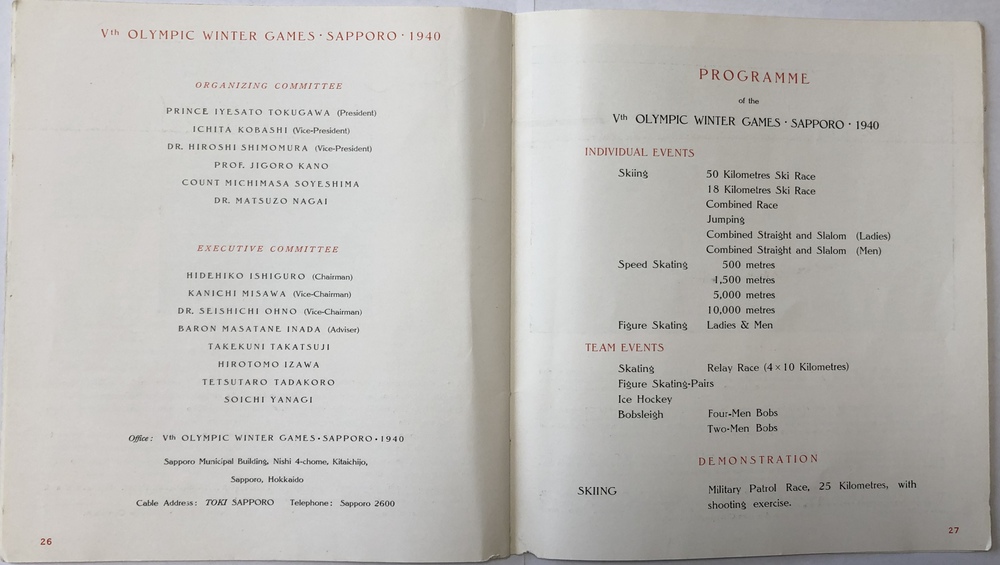 Vth OLYMPIC WINTER GAMES · SAPPORO · 1940
ORGANIZING COMMITTEE
PRINCE IYESATO TOKUGAWA (President)
ICHITA KOBASHI (Vice-President)
DR. HIROSHI SHIMOMURA (Vice-President)
PROF. JIGORO KANO
COUNT MICHIMASA SOYESHIMA
DR. MATSUZO NAGAI
EXECUTIVE COMMITTEE
HIDEHIKO ISHIGURO (Chairman)
KANICHI MISAWA (Vice-Chairman)
DR. SEISHICHI OHNO (Vice-Chairman)
BARON MASATANE INADA (Adviser)
TAKEKUNI TAKATSUJI
HIROTOMO IZAWA
TETSUTARO TADAKORO
SOICHI YANAGI
Office: Vth OLYMPIC WINTER GAMES · SAPPORO · 1940
Sapporo Municipal Building, Nishi 4-chome, Kitaichijo,
Sapporo, Hokkaido
Cable Address: TOKI SAPPORO Telephone: Sapporo 2600
26
PROGRAMME
of the
Vth OLYMPIC WINTER GAMES · SAPPORO · 1940
INDIVIDUAL EVENTS
Skiing 50 Kilometres Ski Race
18 Kilometres Ski Race
Combined Race
Jumping
Combined Straight and Slalom (Ladies)
Combined Straight and Slalom (Men)
Speed Skating 500 metres
1,500 metres
5,000 metres
10,000 metres
Figure Skating Ladies & Men
TEAM EVENTS
Skating Relay Race (4 × 10 Kilometres)
Figure Skating-Pairs
Ice Hockey
Bobsleigh Four-Men Bobs
Two-Men Bobs
DEMONSTRATION
SKIING Military Patrol Race, 25 Kilometres, with
shooting exercise.
27